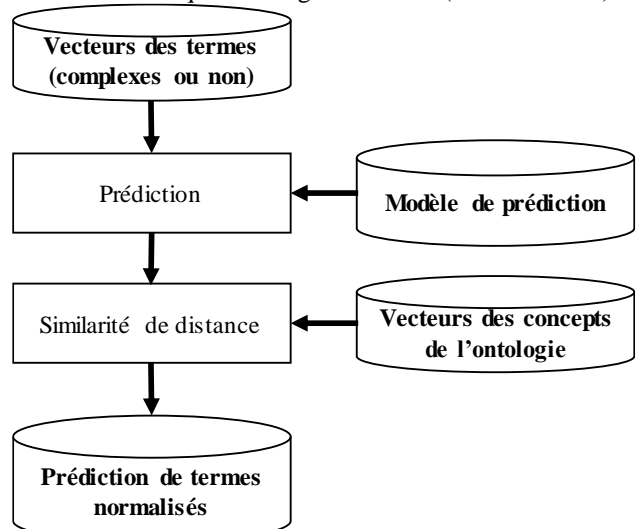 Vecteurs des termes
(complexes ou non)
Prédiction
Modèle de prédiction
Similarité de distance
Vecteurs des concepts
de l'ontologie
Prédiction de termes
normalisés